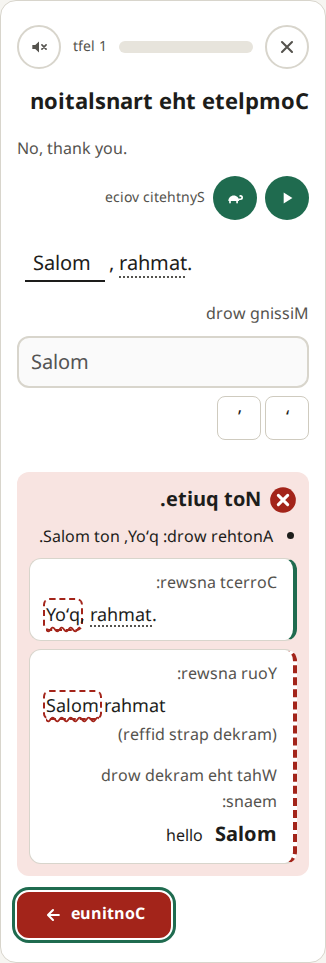 tfel 1
noitalsnart eht etelpmoC
No, thank you.
eciov citehtnyS
Salom , rahmat.
drow gnissiM
Salom
ʼ ʻ
.etiuq toN
.Salom ton ,Yoʻq :drow rehtonA
:rewsna tcerroC
Yoʻq rahmat.
:rewsna ruoY
Salom rahmat
(reffid strap dekram)
drow dekram eht tahW
:snaem
hello Salom
eunitnoC